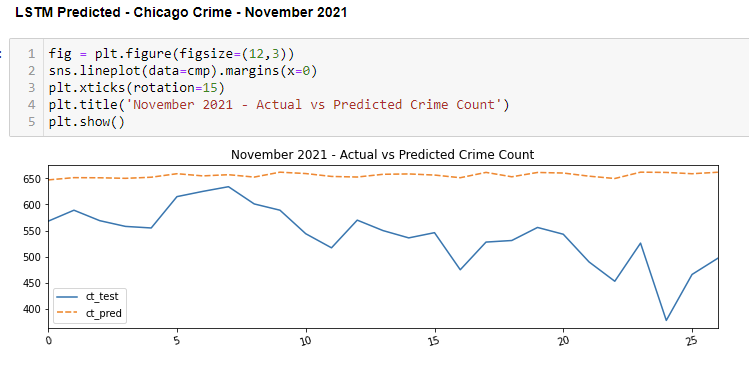 LSTM Predicted - Chicago Crime - November 2021
1 fig = plt.figure(figsize=(12,3))
2 sns.lineplot(data=cmp).margins(x=0)
3 plt.xticks(rotation=15)
4 plt.title('November 2021 - Actual vs Predicted Crime Count')
5 plt.show()
November 2021 - Actual vs Predicted Crime Count
650
600
550
500
450
400
ct_test
ct_pred
0 5 10 15 20 25